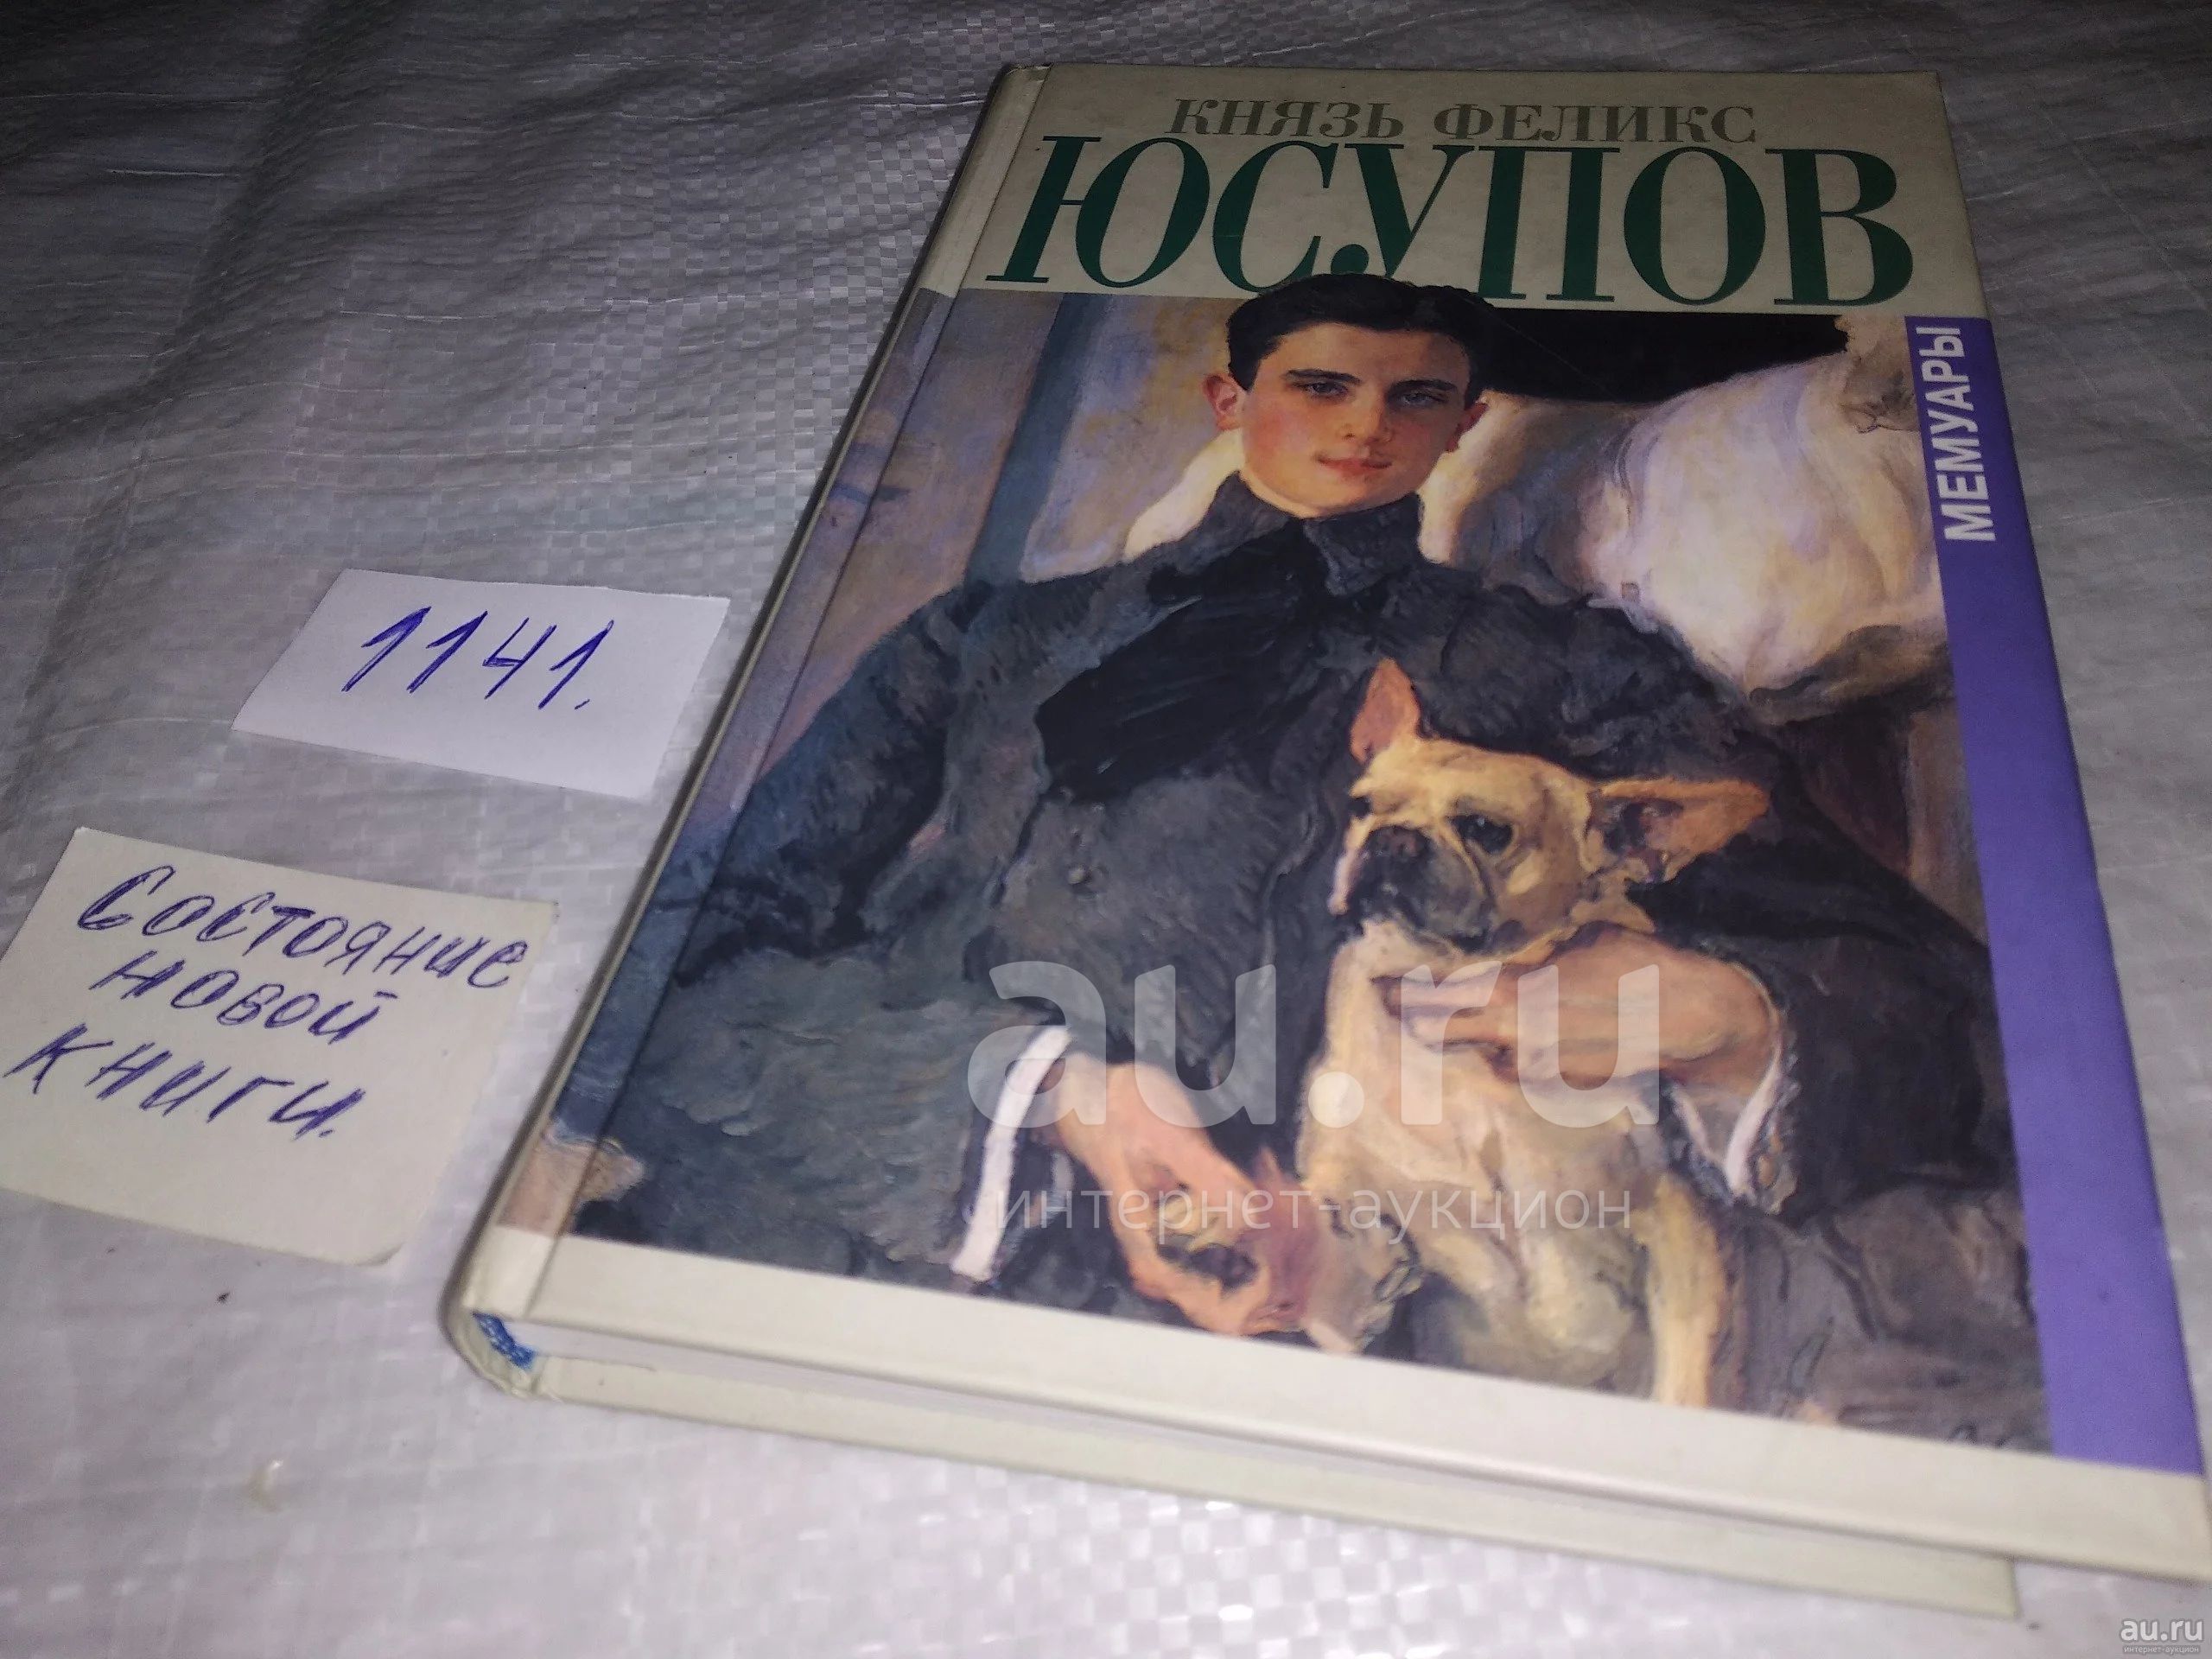 КНЯЗЬ ФЕЛИКС
ЮСУПОВ
МЕМУАРЫ
1141.
Состояние
новой
книги.
au.ru
интернет-аукцион
au.ru
интернет-аукцион